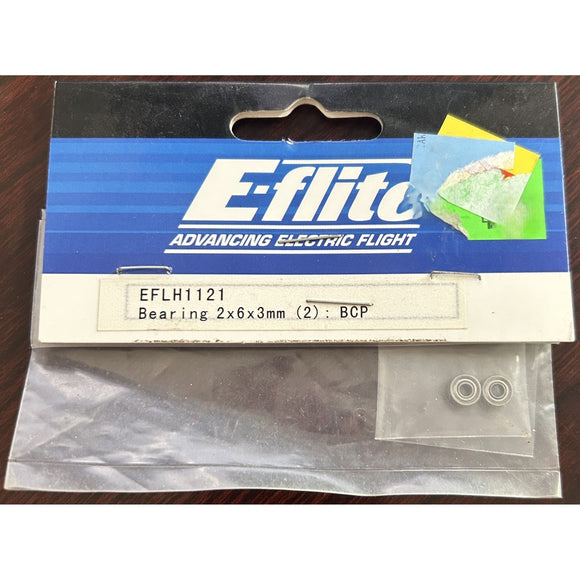 E-flite
ADVANCING ELECTRIC FLIGHT
EFLH1121
Bearing 2x6x3mm (2): BCP